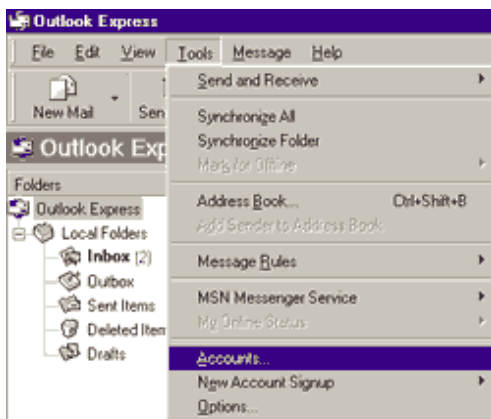 Outlook Express
File Edit View Tools Message Help
New Mail Sen
Outlook Exp
Folders
Outlook Express
Local Folders
Inbox (2)
Outbox
Sent Items
Deleted Item
Drafts
Send and Receive
Synchronize All
Synchronize Folder
Mark for Offline
Address Book... Ctrl+Shift+B
Add Sender to Address Book
Message Rules
MSN Messenger Service
My Online Status
Accounts...
New Account Signup
Options...